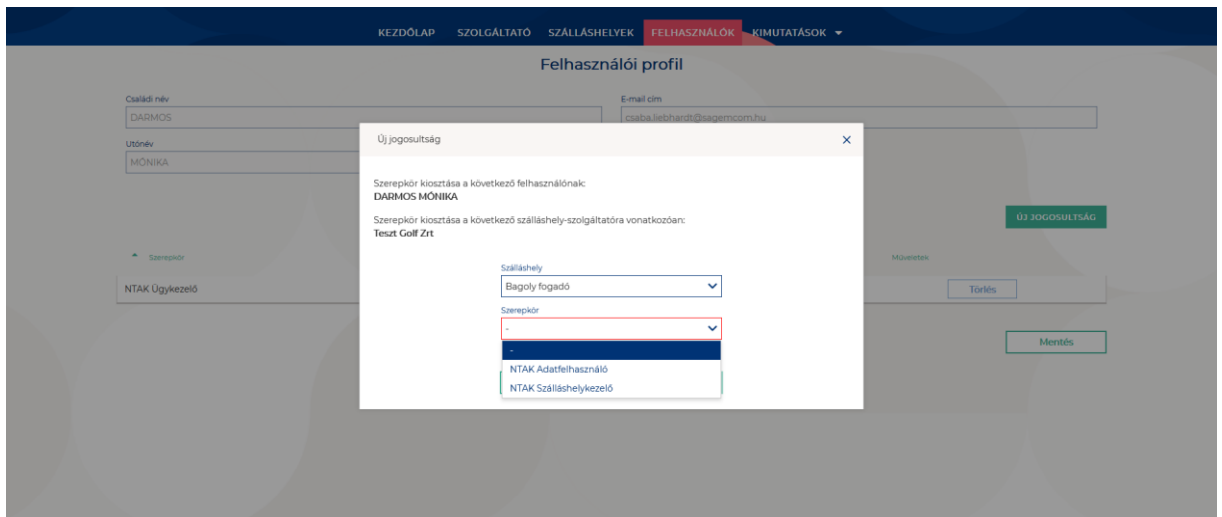 KEZDŐLAP SZOLGÁLTATÓ SZÁLLÁSHELYEK FELHASZNÁLÓK KIMUTATÁSOK
Felhasználói profil
Családi név
DARMOS
E-mail cím
csaba.liebhardt@sagemcom.hu
Utónév
MÓNIKA
Új jogosultság
Szerepkör kiosztása a következő felhasználónak:
DARMOS MÓNIKA
Szerepkör kiosztása a következő szálláshely-szolgáltatóra vonatkozóan:
Teszt Golf Zrt
Szálláshely
Bagoly fogadó
Szerepkör
-
-
NTAK Adatfelhasználó
NTAK Szálláshelykezelő
ÚJ JOGOSULTSÁG
Szerepkör
Műveletek
NTAK Ügykezelő
Törlés
Mentés